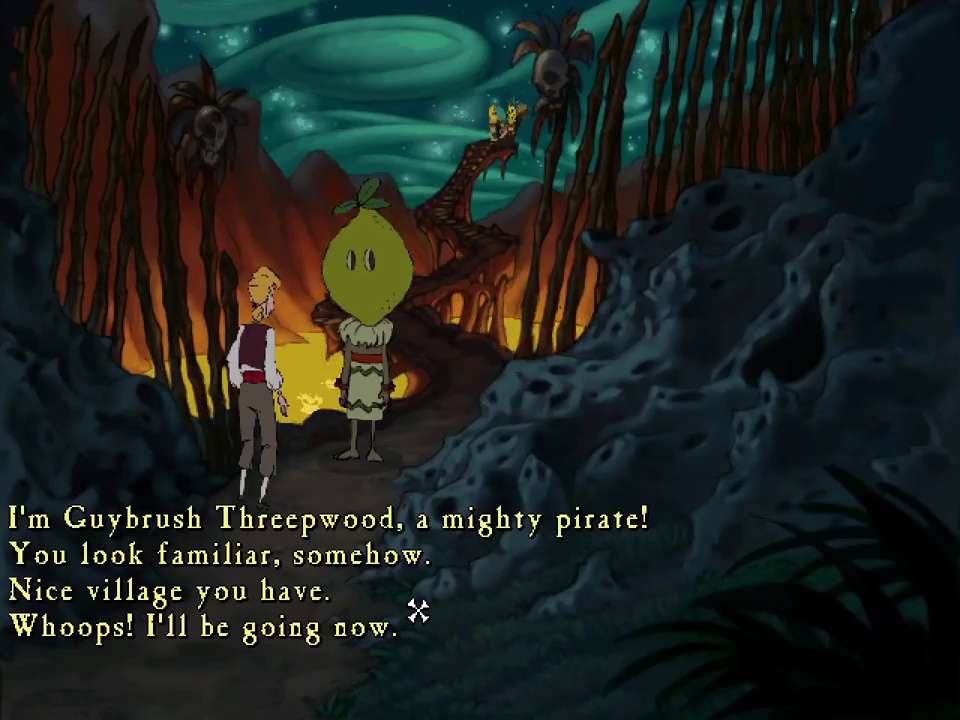 I'm Guybrush Threepwood, a mighty pirate!
You look familiar, somehow.
Nice village you have.
Whoops! I'll be going now.